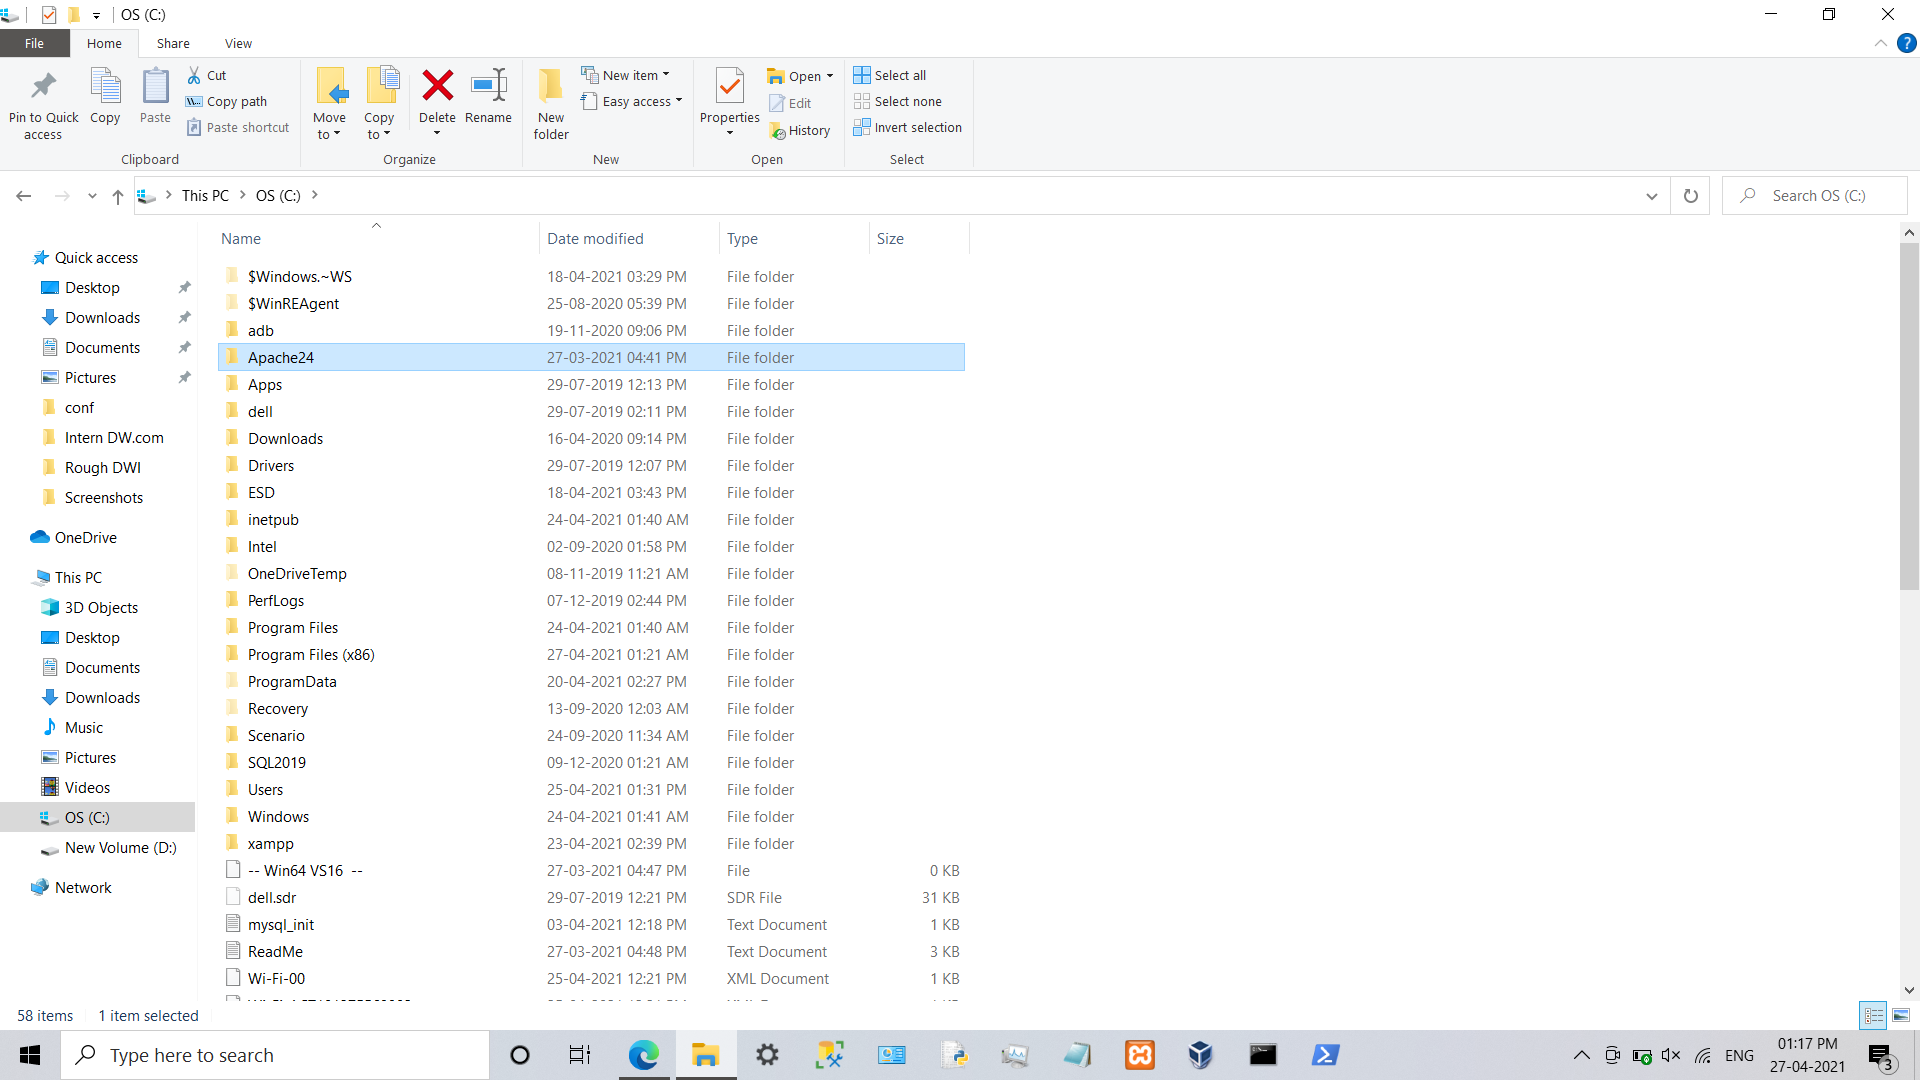 OS (C:)
File Home Share View
Pin to Quick access
Copy
Paste
Cut
Copy path
Paste shortcut
Clipboard
Move to
Copy to
Delete
Rename
Organize
New folder
New item
Easy access
New
Properties
Open
Edit
History
Open
Select all
Select none
Invert selection
Select
This PC > OS (C:) >
Search OS (C:)
Quick access
Desktop
Downloads
Documents
Pictures
conf
Intern DW.com
Rough DWI
Screenshots
OneDrive
This PC
3D Objects
Desktop
Documents
Downloads
Music
Pictures
Videos
OS (C:)
New Volume (D:)
Network
Name Date modified Type Size
$Windows.~WS 18-04-2021 03:29 PM File folder
$WinREAgent 25-08-2020 05:39 PM File folder
adb 19-11-2020 09:06 PM File folder
Apache24 27-03-2021 04:41 PM File folder
Apps 29-07-2019 12:13 PM File folder
dell 29-07-2019 02:11 PM File folder
Downloads 16-04-2020 09:14 PM File folder
Drivers 29-07-2019 12:07 PM File folder
ESD 18-04-2021 03:43 PM File folder
inetpub 24-04-2021 01:40 AM File folder
Intel 02-09-2020 01:58 PM File folder
OneDriveTemp 08-11-2019 11:21 AM File folder
PerfLogs 07-12-2019 02:44 PM File folder
Program Files 24-04-2021 01:40 AM File folder
Program Files (x86) 27-04-2021 01:21 AM File folder
ProgramData 20-04-2021 02:27 PM File folder
Recovery 13-09-2020 12:03 AM File folder
Scenario 24-09-2020 11:34 AM File folder
SQL2019 09-12-2020 01:21 AM File folder
Users 25-04-2021 01:31 PM File folder
Windows 24-04-2021 01:41 AM File folder
xampp 23-04-2021 02:39 PM File folder
-- Win64 VS16 -- 27-03-2021 04:47 PM File 0 KB
dell.sdr 29-07-2019 12:21 PM SDR File 31 KB
mysql_init 03-04-2021 12:18 PM Text Document 1 KB
ReadMe 27-03-2021 04:48 PM Text Document 3 KB
Wi-Fi-00 25-04-2021 12:21 PM XML Document 1 KB
58 items 1 item selected
Type here to search
ENG
01:17 PM
27-04-2021
3